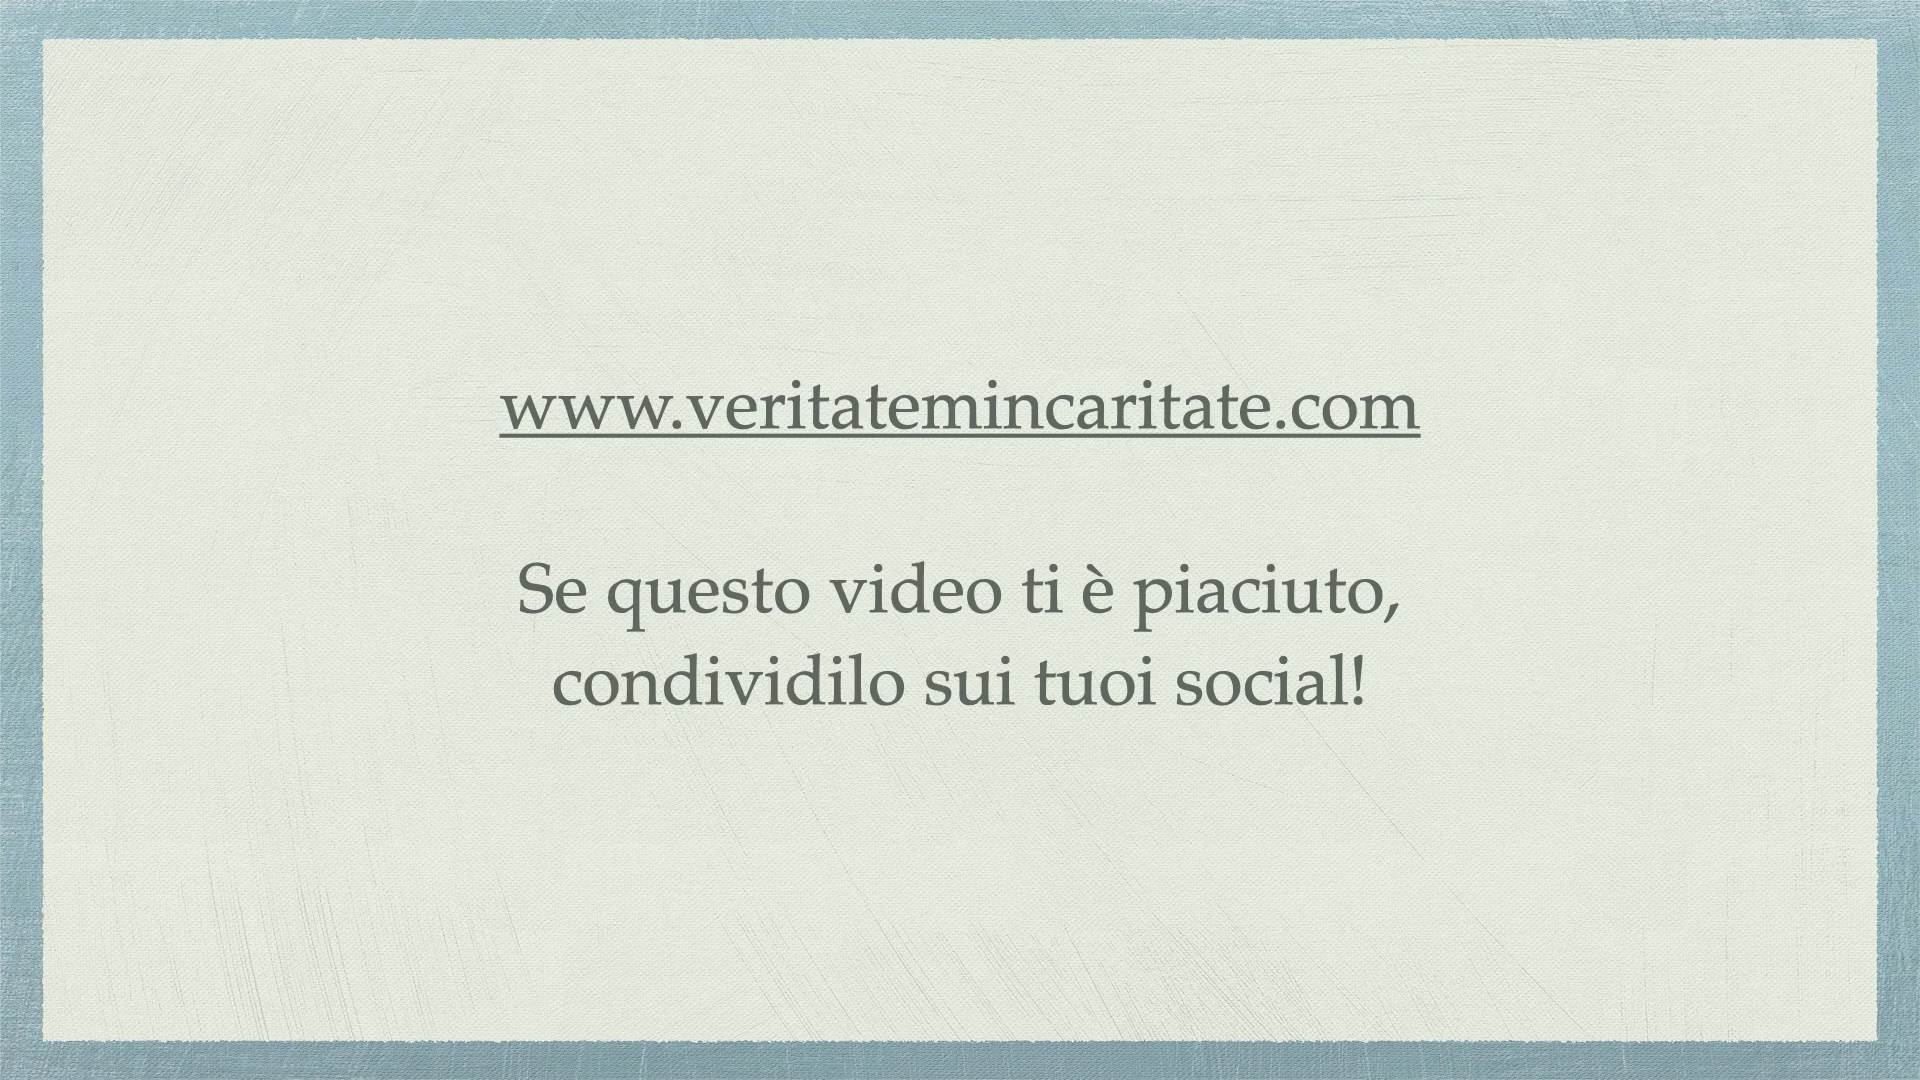 www.veritatemincaritate.com
Se questo video ti è piaciuto,
condividilo sui tuoi social!